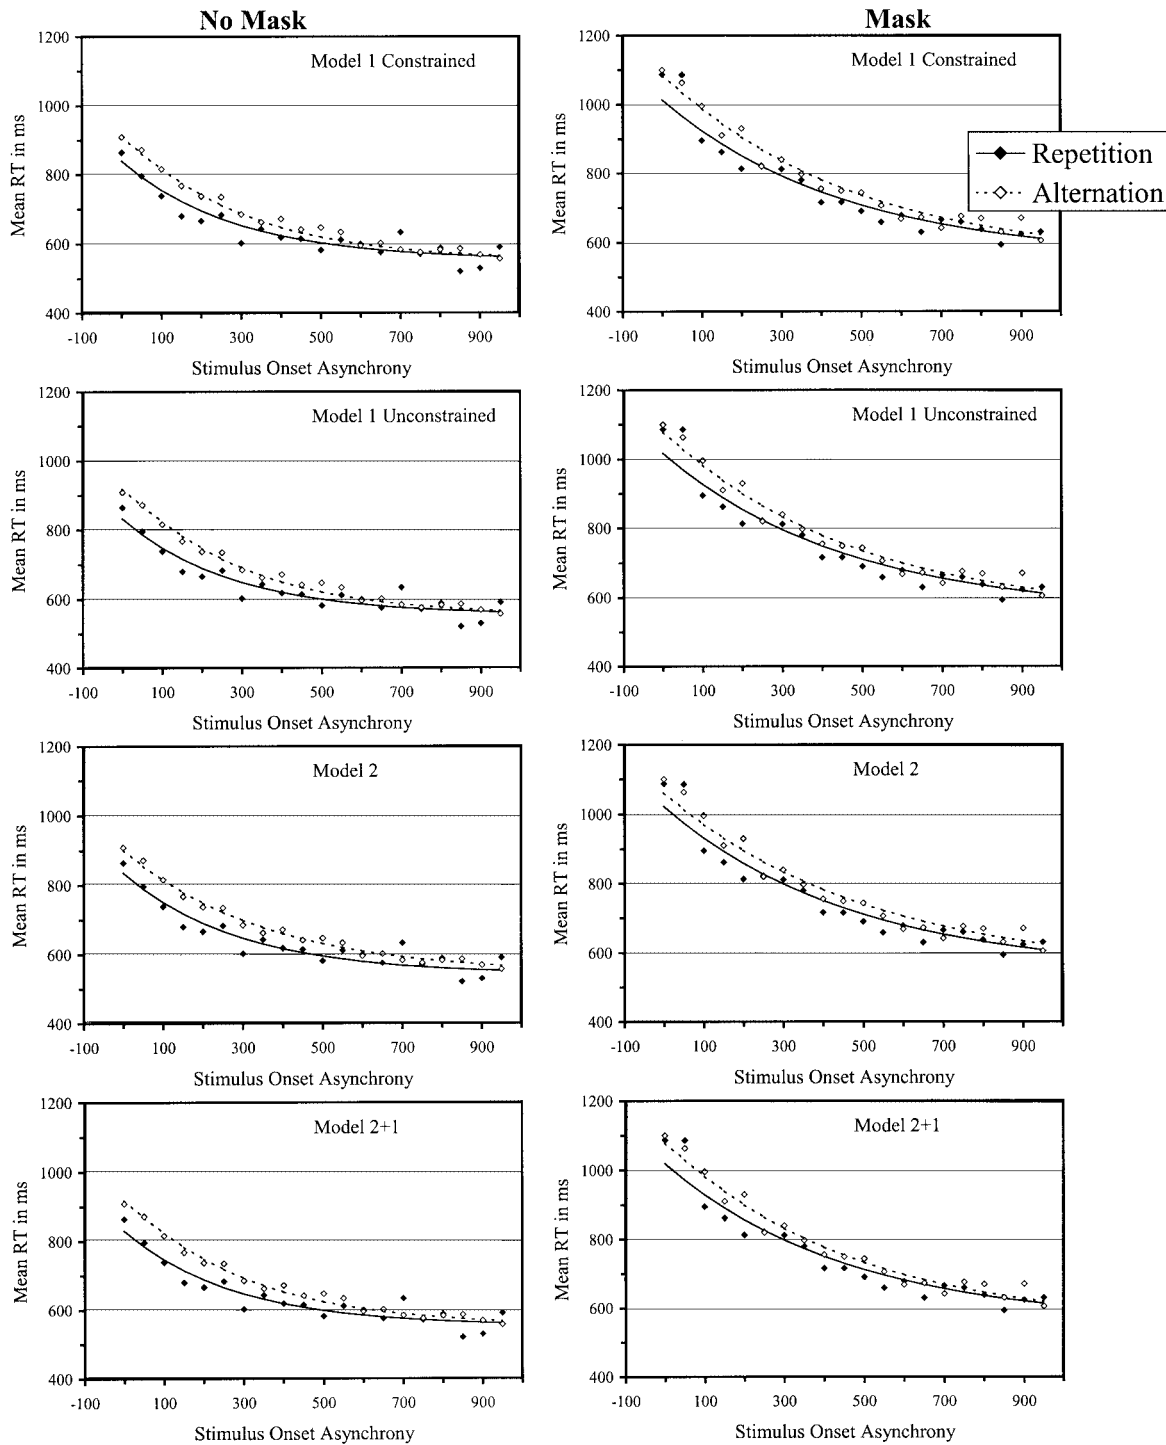 No Mask
Mask
1200
1000
800
600
400
-100 100 300 500 700 900
Mean RT in ms
Stimulus Onset Asynchrony
Model 1 Constrained
1200
1000
800
600
400
-100 100 300 500 700 900
Mean RT in ms
Stimulus Onset Asynchrony
Model 1 Constrained
Repetition
Alternation
1200
1000
800
600
400
-100 100 300 500 700 900
Mean RT in ms
Stimulus Onset Asynchrony
Model 1 Unconstrained
1200
1000
800
600
400
-100 100 300 500 700 900
Mean RT in ms
Stimulus Onset Asynchrony
Model 1 Unconstrained
1200
1000
800
600
400
-100 100 300 500 700 900
Mean RT in ms
Stimulus Onset Asynchrony
Model 2
1200
1000
800
600
400
-100 100 300 500 700 900
Mean RT in ms
Stimulus Onset Asynchrony
Model 2
1200
1000
800
600
400
-100 100 300 500 700 900
Mean RT in ms
Stimulus Onset Asynchrony
Model 2+1
1200
1000
800
600
400
-100 100 300 500 700 900
Mean RT in ms
Stimulus Onset Asynchrony
Model 2+1